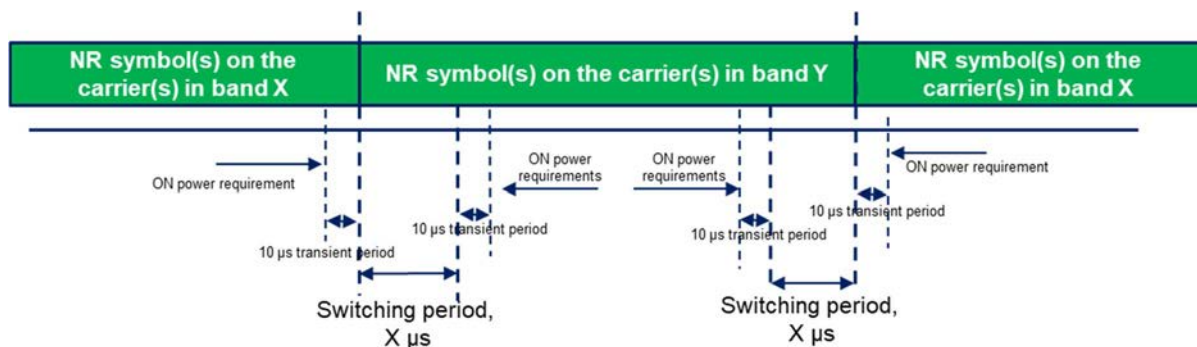 NR symbol(s) on the
carrier(s) in band X
NR symbol(s) on the carrier(s) in band Y
NR symbol(s) on the
carrier(s) in band X
ON power requirement
ON power
requirements
ON power
requirements
ON power requirement
10 µs transient period
10 µs transient period
10 µs transient period
10 µs transient period
Switching period,
X µs
Switching period,
X µs